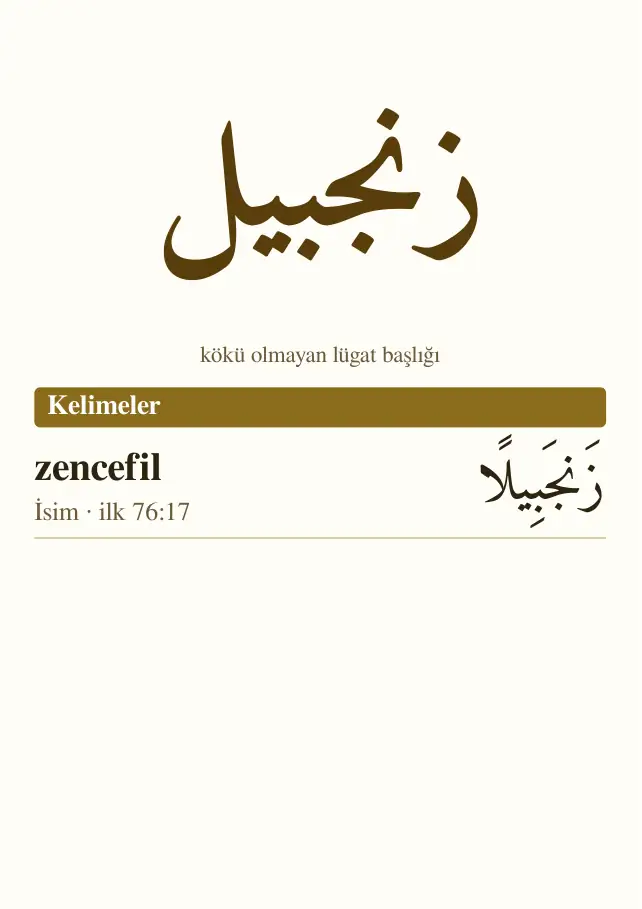 زنجبيل
kökü olmayan lügat başlığı
Kelimeler
zencefil
زَنجَبِيلًا
İsim · ilk 76:17